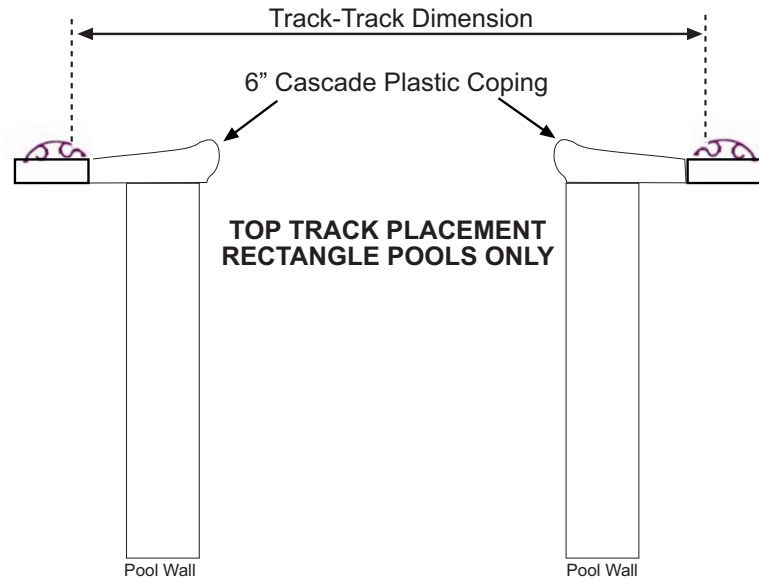 Track-Track Dimension
6” Cascade Plastic Coping
TOP TRACK PLACEMENT
RECTANGLE POOLS ONLY
Pool Wall
Pool Wall